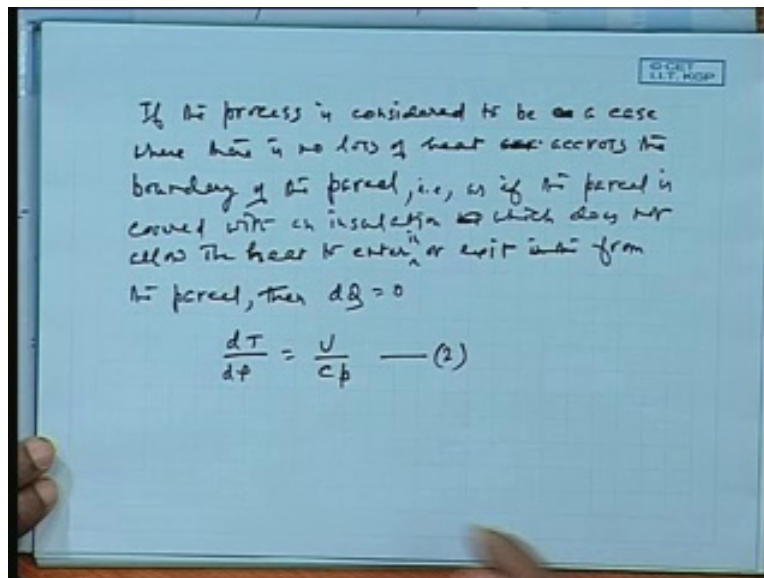 © CET
I.I.T. KGP
If the process is considered to be a case
where there is no loss of heat accross the
boundary of the parcel, i.e., as if the parcel is
covered with an insulation which does not
allow the heat to enter in or exit from
the parcel, then dQ = 0
dT/dp = V/Cp —— (2)